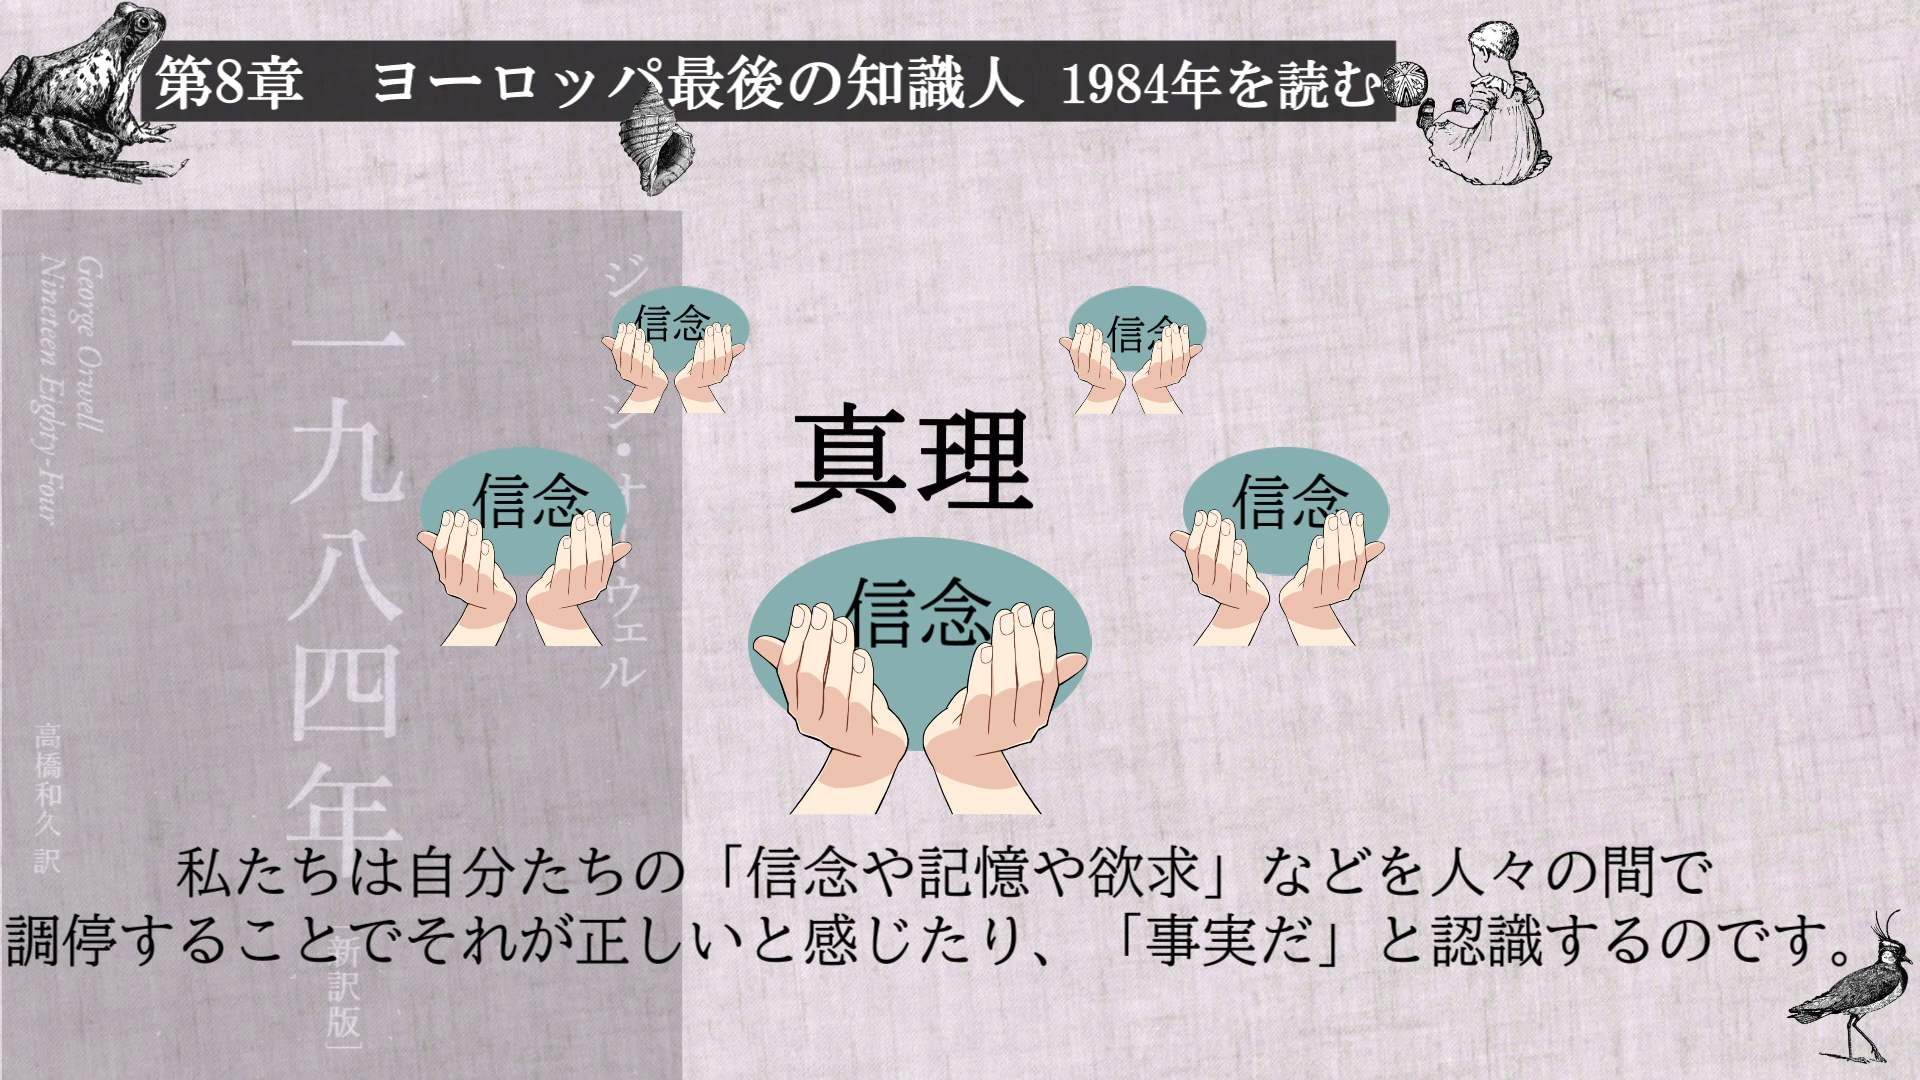 第8章　ヨーロッパ最後の知識人 1984年を読む
George Orwell
Nineteen Eighty-Four
一九八四年
ウェル
高橋和久 訳
[新訳版]
信念
信念
真理
信念
信念
信念
私たちは自分たちの「信念や記憶や欲求」などを人々の間で
調停することでそれが正しいと感じたり、「事実だ」と認識するのです。